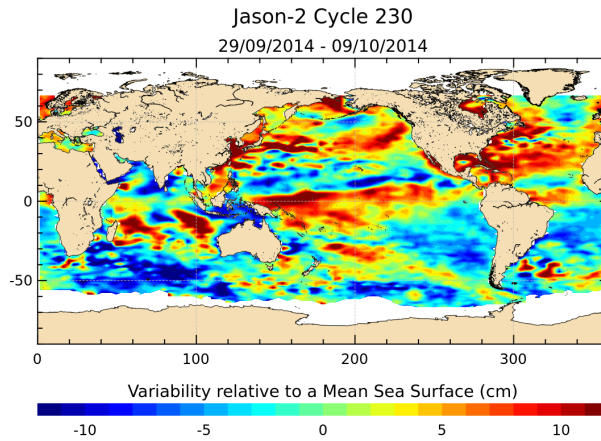 Jason-2 Cycle 230
29/09/2014 - 09/10/2014
50
0
-50
0 100 200 300
Variability relative to a Mean Sea Surface (cm)
-10 -5 0 5 10